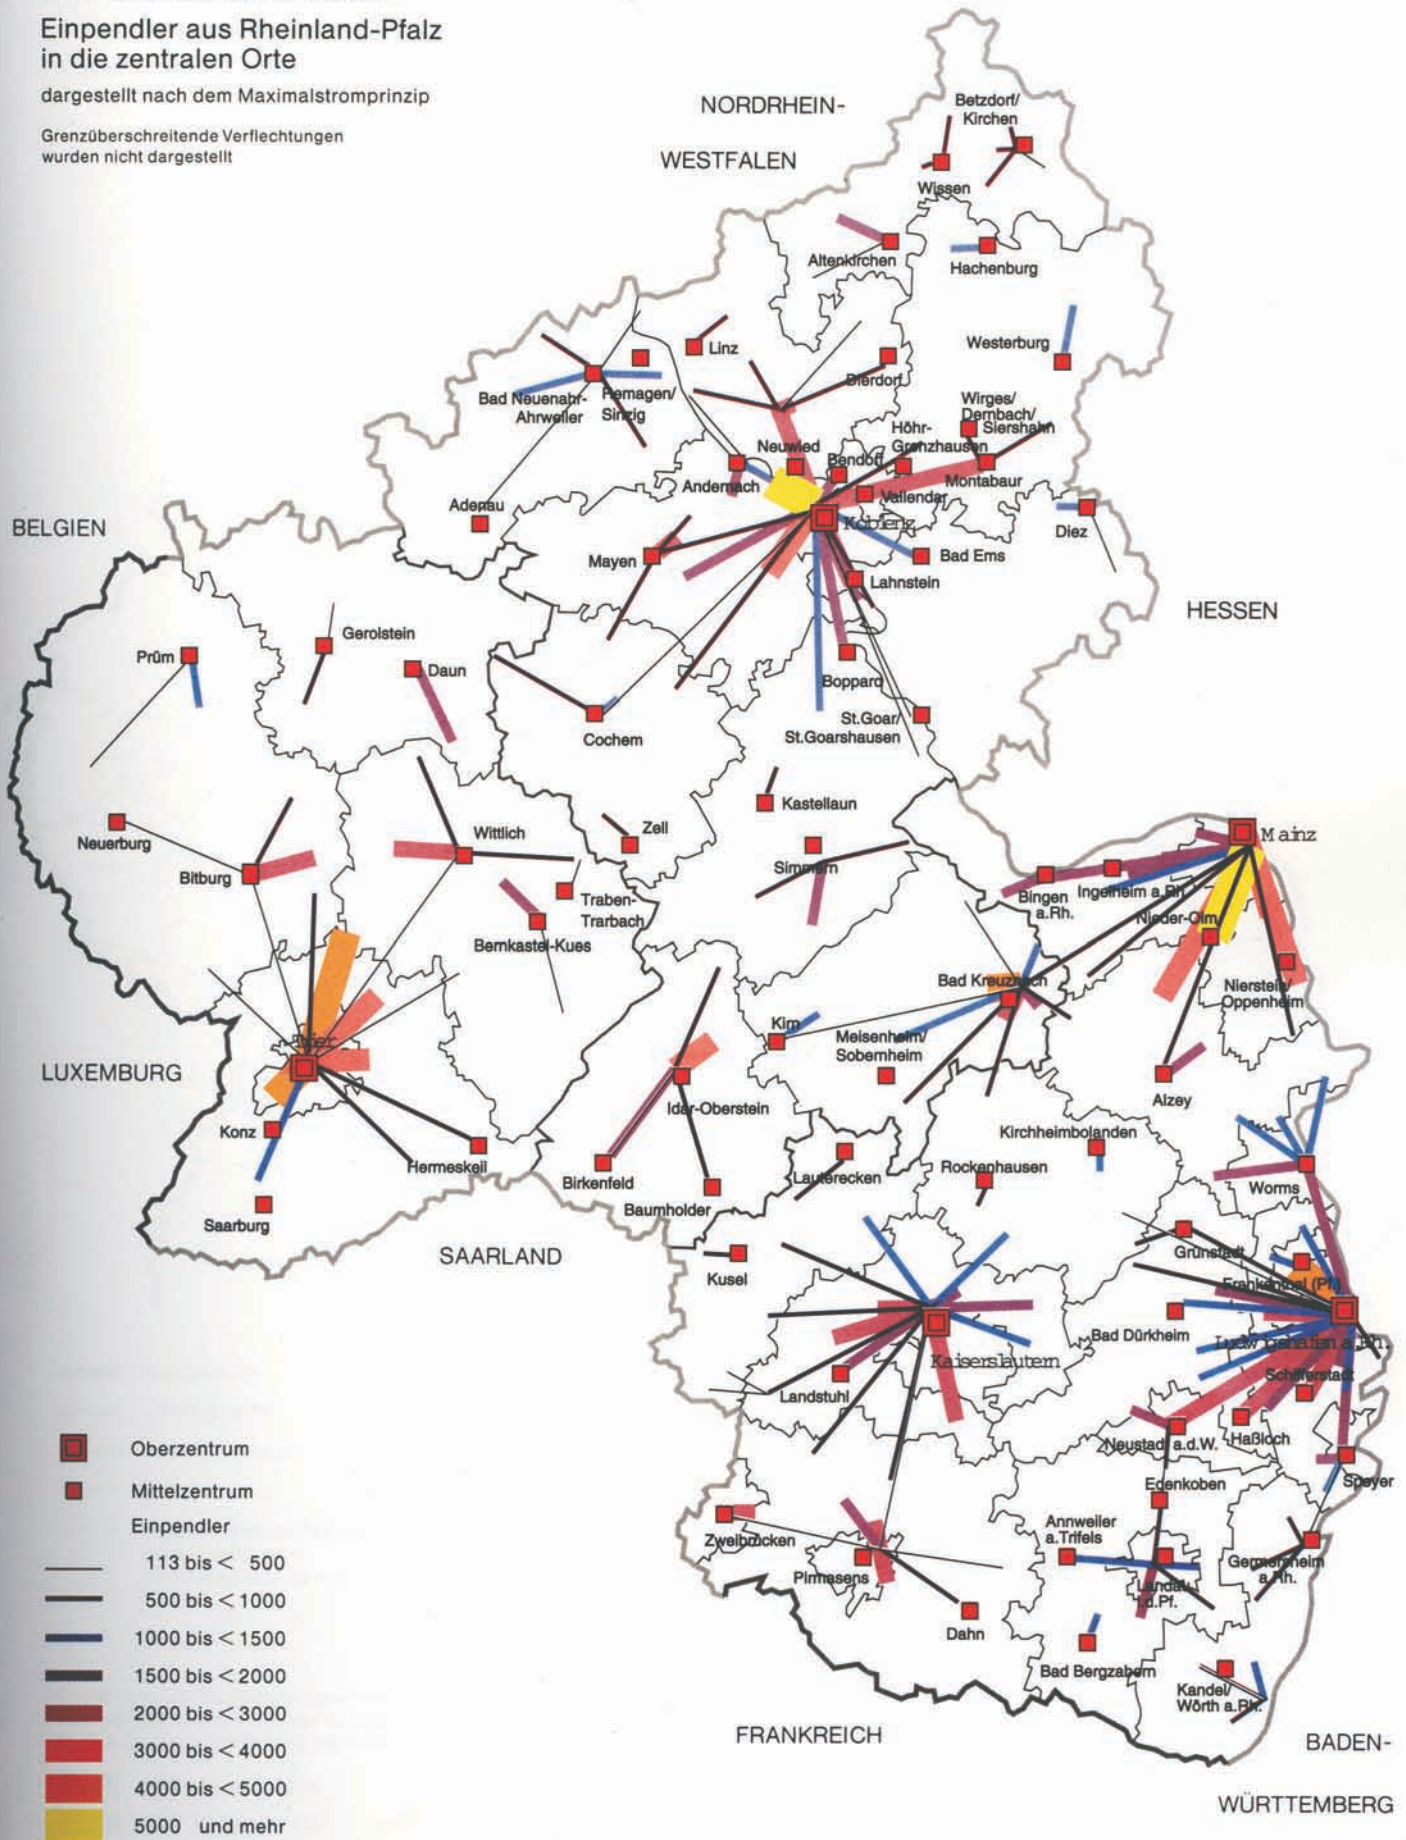 Einpendler aus Rheinland-Pfalz
in die zentralen Orte
dargestellt nach dem Maximalstromprinzip
Grenzüberschreitende Verflechtungen
wurden nicht dargestellt
NORDRHEIN-
WESTFALEN
Betzdorf/
Kirchen
Wissen
Altenkirchen
Hachenburg
Westerburg
Linz
Dierdorf
Bad Neuenahr-
Ahrweiler
Remagen/
Sinzig
Wirges/
Dernbach/
Siershahn
Höhr-
Grenzhausen
Neuwied
Bendorf
Andernach
Montabaur
Vallendar
Adenau
Koblenz
BELGIEN
Diez
Mayen
Bad Ems
Lahnstein
HESSEN
Gerolstein
Prüm
Daun
Boppard
St.Goar/
St.Goarshausen
Cochem
Kastellaun
Neuerburg
Wittlich
Zell
Mainz
Simmern
Bitburg
Traben-
Trarbach
Bingen
a.Rh.
Ingelheim a.Rh.
Nieder-Olm
Bernkastel-Kues
Bad Kreuznach
Nierstein/
Oppenheim
Kirn
Meisenheim/
Sobernheim
Trier
LUXEMBURG
Alzey
Idar-Oberstein
Konz
Kirchheimbolanden
Hermeskeil
Birkenfeld
Lauterecken
Rockenhausen
Worms
Baumholder
Saarburg
SAARLAND
Kusel
Grünstadt
Frankenthal (Pf.)
Bad Dürkheim
Ludwigshafen a.Rh.
Kaiserslautern
Schifferstadt
Landstuhl
Neustadt a.d.W.
Haßloch
Speyer
Edenkoben
Annweiler
a.Trifels
Zweibrücken
Pirmasens
Germersheim
a.Rh.
Landau
i.d.Pf.
Dahn
Bad Bergzabern
Kandel/
Wörth a.Rh.
FRANKREICH
BADEN-
WÜRTTEMBERG
Oberzentrum
Mittelzentrum
Einpendler
113 bis < 500
500 bis < 1000
1000 bis < 1500
1500 bis < 2000
2000 bis < 3000
3000 bis < 4000
4000 bis < 5000
5000 und mehr